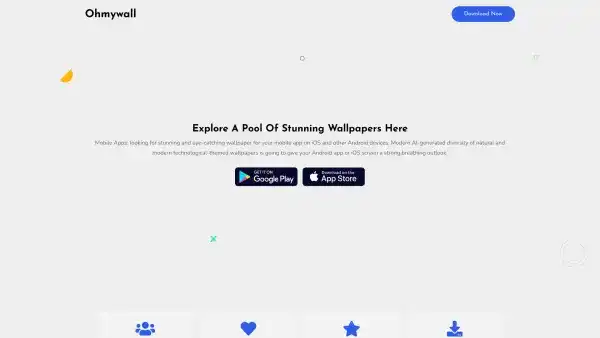 Ohmywall
Download Now
Explore A Pool Of Stunning Wallpapers Here
Mobile Apps: looking for stunning and eye-catching wallpaper for your mobile app on iOS and other Android devices. Modern AI-generated diversity of natural and
modern technological-themed wallpapers is going to give your Android app or iOS screen a strong breathing outlook.
GET IT ON
Google Play
Download on the
App Store